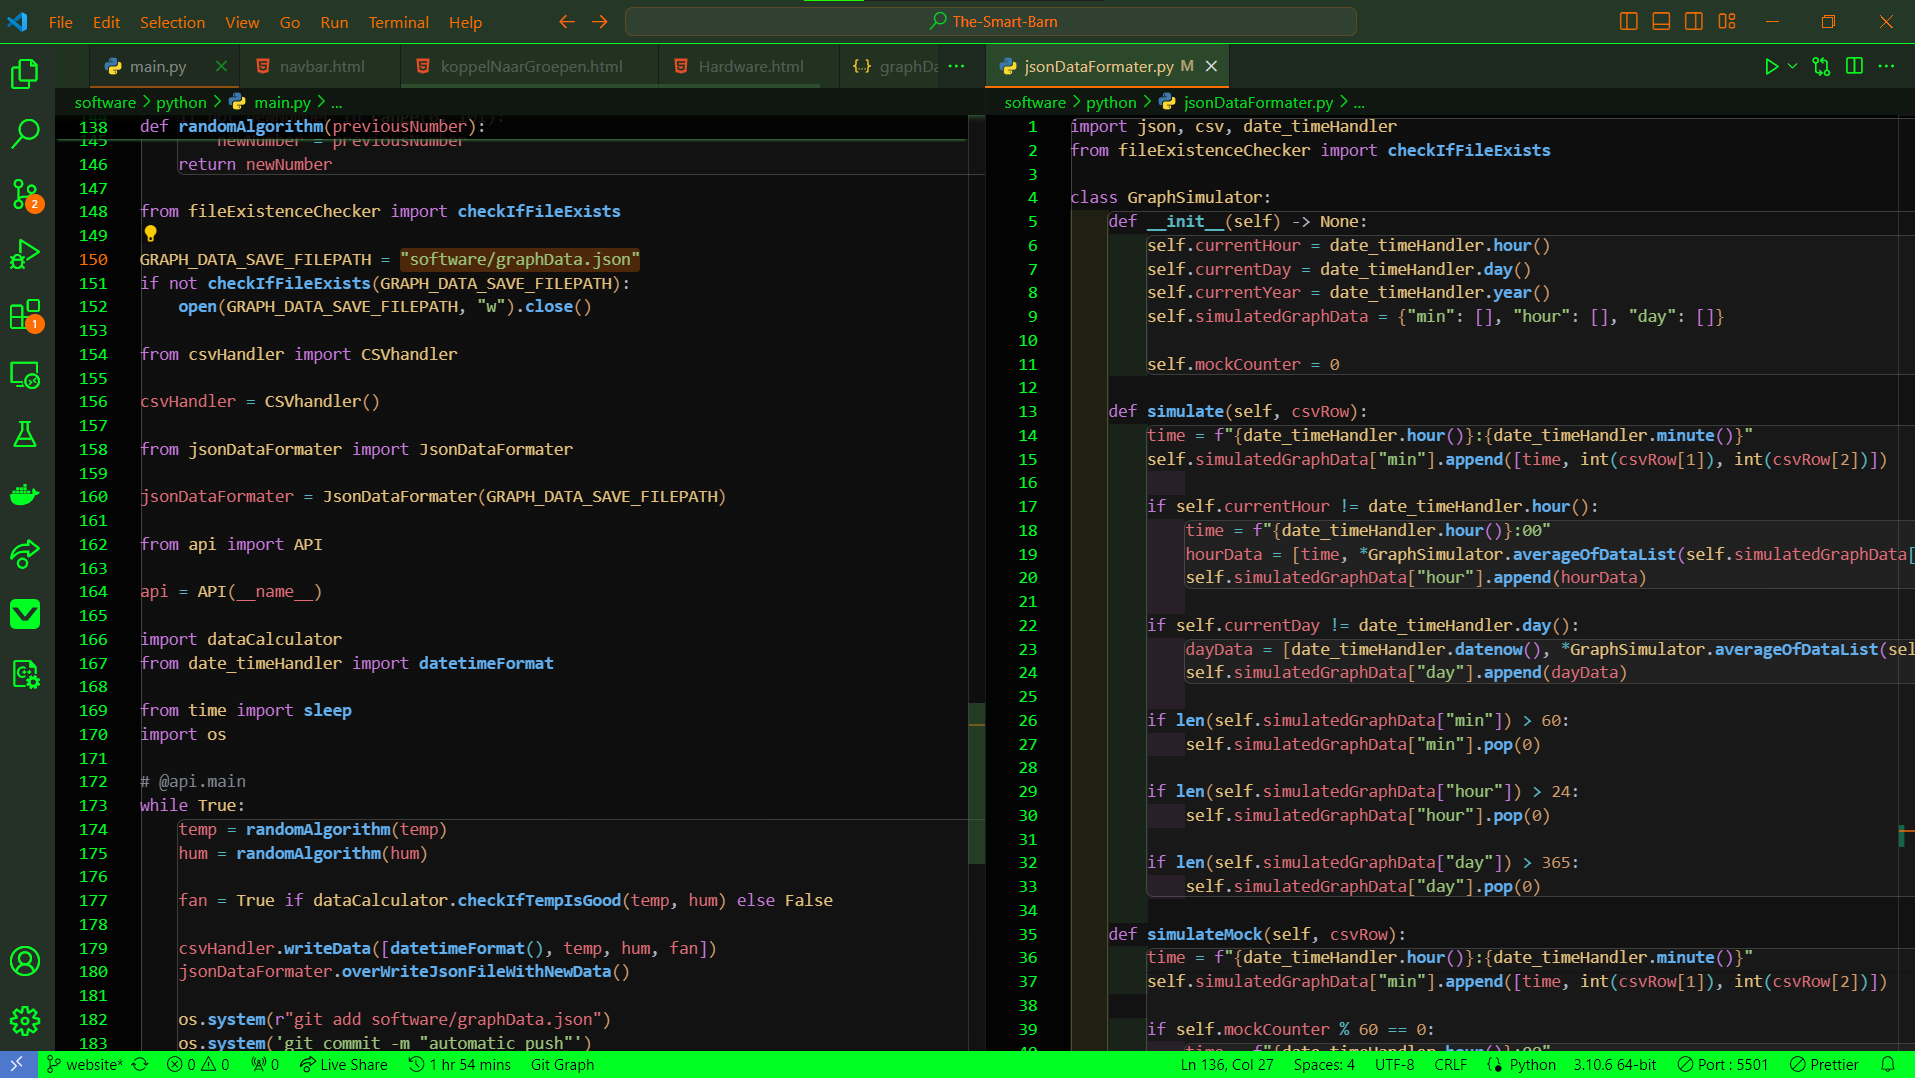 File Edit Selection View Go Run Terminal Help
The-Smart-Barn
main.py navbar.html koppelNaarGroepen.html Hardware.html {..} graphDa ...
software > python > main.py > ...
138 def randomAlgorithm(previousNumber):
145 newNumber = previousNumber
146 return newNumber
147
148 from fileExistenceChecker import checkIfFileExists
149
150 GRAPH_DATA_SAVE_FILEPATH = "software/graphData.json"
151 if not checkIfFileExists(GRAPH_DATA_SAVE_FILEPATH):
152 open(GRAPH_DATA_SAVE_FILEPATH, "w").close()
153
154 from csvHandler import CSVhandler
155
156 csvHandler = CSVhandler()
157
158 from jsonDataFormater import JsonDataFormater
159
160 jsonDataFormater = JsonDataFormater(GRAPH_DATA_SAVE_FILEPATH)
161
162 from api import API
163
164 api = API(__name__)
165
166 import dataCalculator
167 from date_timeHandler import datetimeFormat
168
169 from time import sleep
170 import os
171
172 # @api.main
173 while True:
174 temp = randomAlgorithm(temp)
175 hum = randomAlgorithm(hum)
176
177 fan = True if dataCalculator.checkIfTempIsGood(temp, hum) else False
178
179 csvHandler.writeData([datetimeFormat(), temp, hum, fan])
180 jsonDataFormater.overWriteJsonFileWithNewData()
181
182 os.system(r"git add software/graphData.json")
183 os.system('git commit -m "automatic push"')
jsonDataFormater.py M
software > python > jsonDataFormater.py > ...
1 import json, csv, date_timeHandler
2 from fileExistenceChecker import checkIfFileExists
3
4 class GraphSimulator:
5 def __init__(self) -> None:
6 self.currentHour = date_timeHandler.hour()
7 self.currentDay = date_timeHandler.day()
8 self.currentYear = date_timeHandler.year()
9 self.simulatedGraphData = {"min": [], "hour": [], "day": []}
10
11 self.mockCounter = 0
12
13 def simulate(self, csvRow):
14 time = f"{date_timeHandler.hour()}:{date_timeHandler.minute()}"
15 self.simulatedGraphData["min"].append([time, int(csvRow[1]), int(csvRow[2])])
16
17 if self.currentHour != date_timeHandler.hour():
18 time = f"{date_timeHandler.hour()}:00"
19 hourData = [time, *GraphSimulator.averageOfDataList(self.simulatedGraphData[
20 self.simulatedGraphData["hour"].append(hourData)
21
22 if self.currentDay != date_timeHandler.day():
23 dayData = [date_timeHandler.datenow(), *GraphSimulator.averageOfDataList(sel
24 self.simulatedGraphData["day"].append(dayData)
25
26 if len(self.simulatedGraphData["min"]) > 60:
27 self.simulatedGraphData["min"].pop(0)
28
29 if len(self.simulatedGraphData["hour"]) > 24:
30 self.simulatedGraphData["hour"].pop(0)
31
32 if len(self.simulatedGraphData["day"]) > 365:
33 self.simulatedGraphData["day"].pop(0)
34
35 def simulateMock(self, csvRow):
36 time = f"{date_timeHandler.hour()}:{date_timeHandler.minute()}"
37 self.simulatedGraphData["min"].append([time, int(csvRow[1]), int(csvRow[2])])
38
39 if self.mockCounter % 60 == 0:
40 time = f"{date_timeHandler.hour()}:00"
2
1
website* 0 0 0 Live Share 1 hr 54 mins Git Graph Ln 136, Col 27 Spaces: 4 UTF-8 CRLF Python 3.10.6 64-bit Port : 5501 Prettier